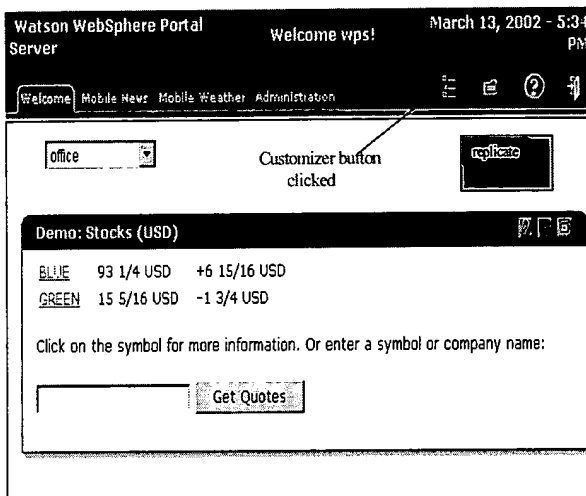 Watson WebSphere Portal Server
Welcome wps!
March 13, 2002 - 5:34 PM
Welcome Mobile News Mobile Weather Administration
office
Customizer button clicked
replicate
Demo: Stocks (USD)
BLUE 93 1/4 USD +6 15/16 USD
GREEN 15 5/16 USD -1 3/4 USD
Click on the symbol for more information. Or enter a symbol or company name:
Get Quotes